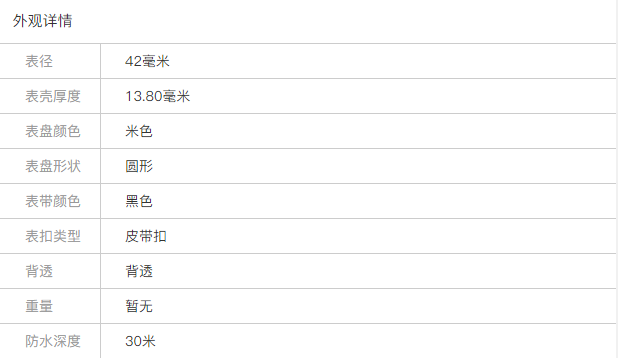 外观详情
表径 42毫米
表壳厚度 13.80毫米
表盘颜色 米色
表盘形状 圆形
表带颜色 黑色
表扣类型 皮带扣
背透 背透
重量 暂无
防水深度 30米